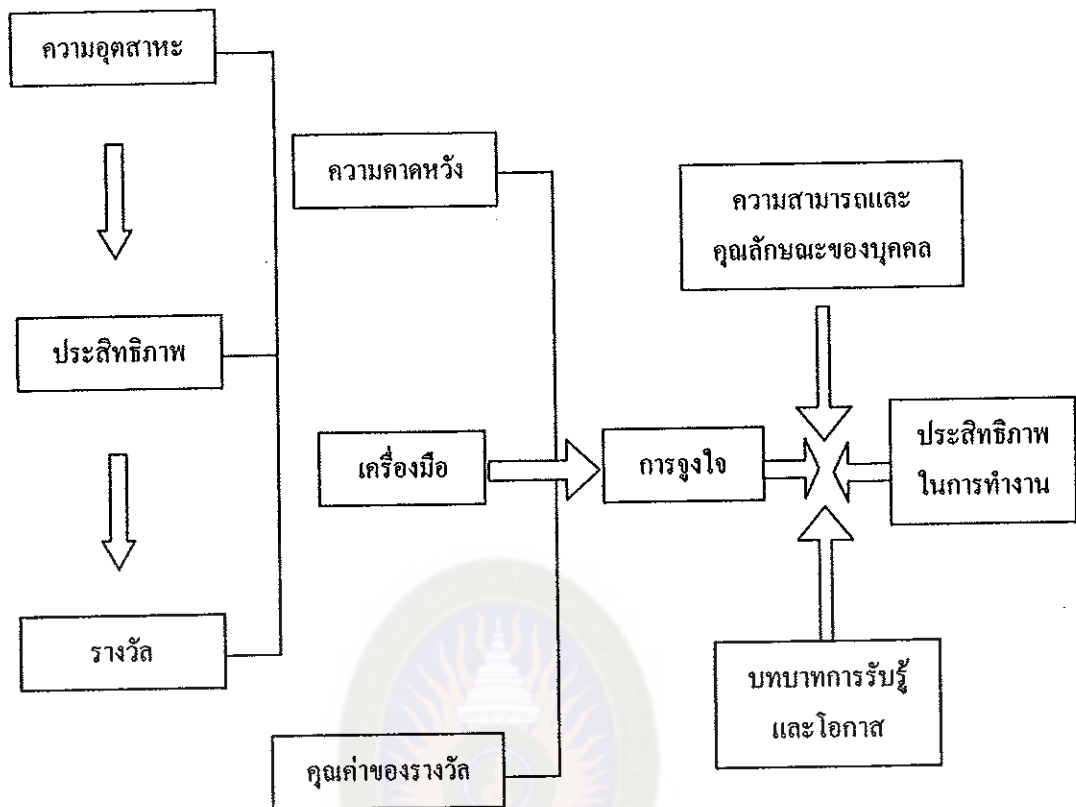 ความอุตสาหะ
ความคาดหวัง
ความสามารถและ
คุณลักษณะของบุคคล
ประสิทธิภาพ
เครื่องมือ
การจูงใจ
ประสิทธิภาพ
ในการทำงาน
รางวัล
บทบาทการรับรู้
และโอกาส
คุณค่าของรางวัล